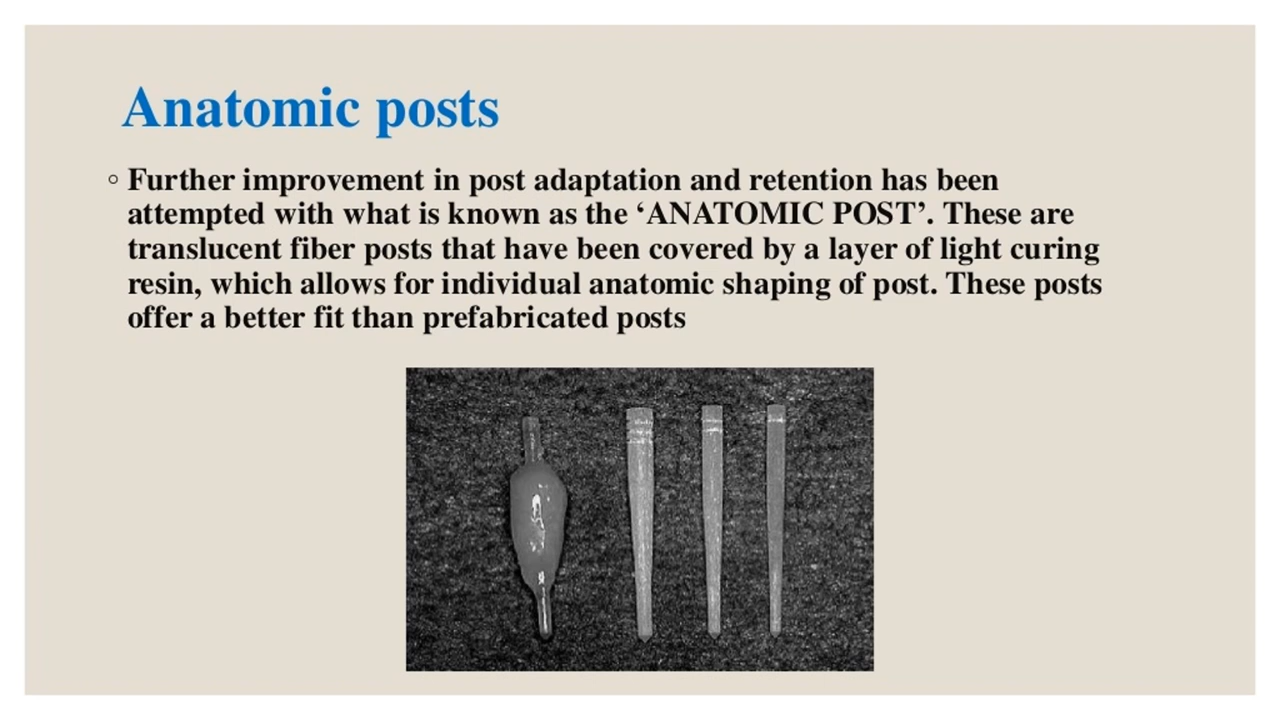 Anatomic posts
◦ Further improvement in post adaptation and retention has been
attempted with what is known as the ‘ANATOMIC POST’. These are
translucent fiber posts that have been covered by a layer of light curing
resin, which allows for individual anatomic shaping of post. These posts
offer a better fit than prefabricated posts